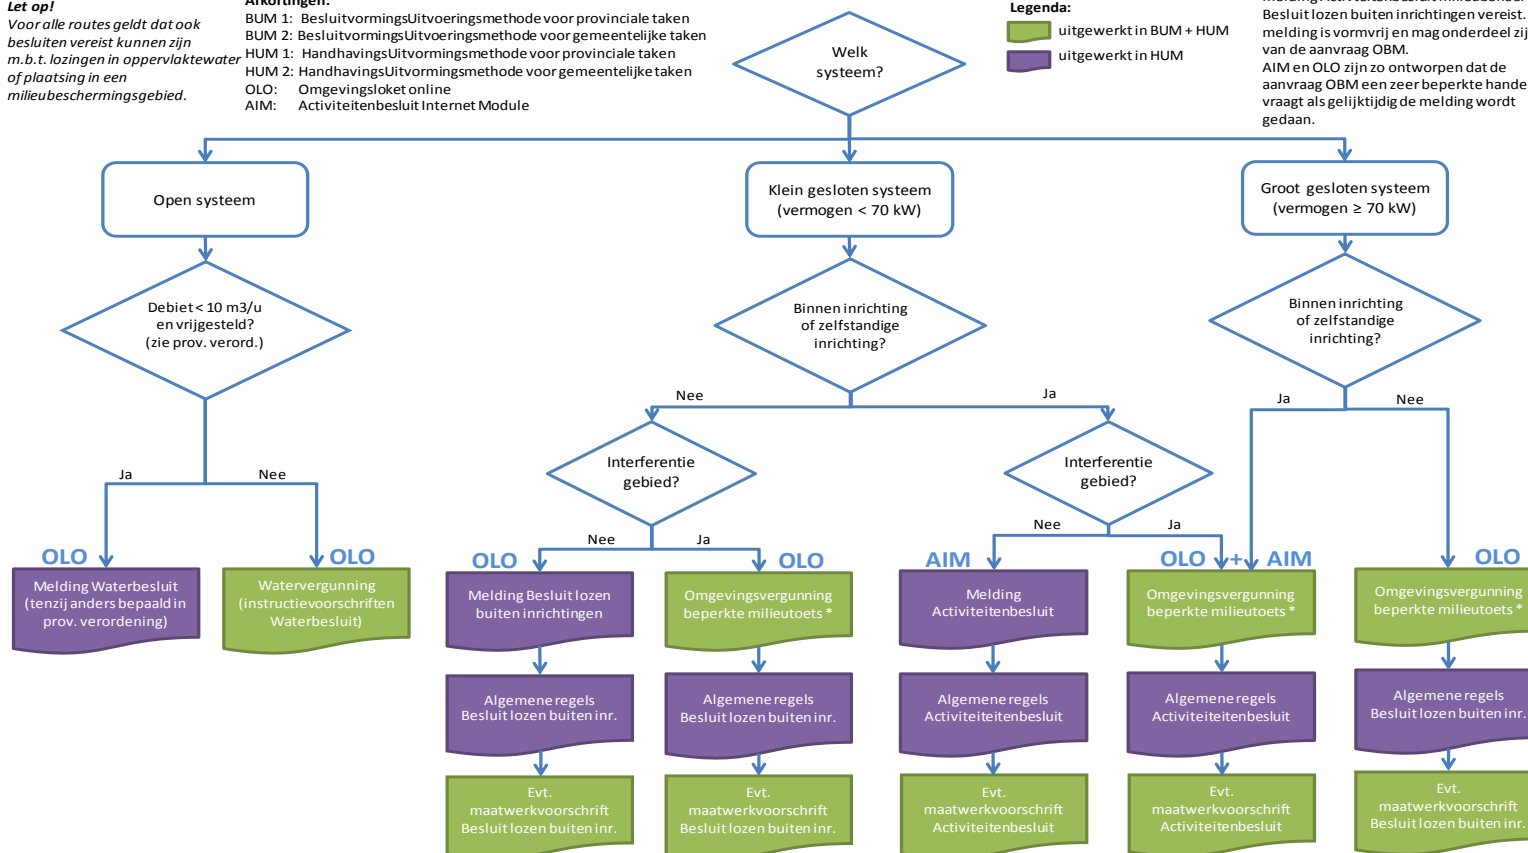 Let op!
Voor alle routes geldt dat ook
besluiten vereist kunnen zijn
m.b.t. lozingen in oppervlaktewater
of plaatsing in een
milieubeschermingsgebied.
Afkortingen:
BUM 1: BesluitvormingsUitvoeringsmethode voor provinciale taken
BUM 2: BesluitvormingsUitvoeringsmethode voor gemeentelijke taken
HUM 1: HandhavingsUitvormingsmethode voor provinciale taken
HUM 2: HandhavingsUitvormingsmethode voor gemeentelijke taken
OLO: Omgevingsloket online
AIM: Activiteitenbesluit Internet Module
Welk
systeem?
Legenda:
uitgewerkt in BUM + HUM
uitgewerkt in HUM
Besluit lozen buiten inrichtingen vereist.
melding is vormvrij en mag onderdeel zij
van de aanvraag OBM.
AIM en OLO zijn zo ontworpen dat de
aanvraag OBM een zeer beperkte hande
vraagt als gelijktijdig de melding wordt
gedaan.
Open systeem
Klein gesloten systeem
(vermogen < 70 kW)
Groot gesloten systeem
(vermogen ≥ 70 kW)
Debiet < 10 m3/u
en vrijgesteld?
(zie prov. verord.)
Binnen inrichting
of zelfstandige
inrichting?
Binnen inrichting
of zelfstandige
inrichting?
Nee
Ja
Ja
Nee
Interferentie
gebied?
Interferentie
gebied?
Ja
Nee
Nee
Ja
Nee
Ja
OLO
OLO
OLO
OLO
AIM
OLO + AIM
OLO
Melding Waterbesluit
(tenzij anders bepaald in
prov. verordening)
Watervergunning
(instructievoorschriften
Waterbesluit)
Melding Besluit lozen
buiten inrichtingen
Omgevingsvergunning
beperkte milieutoets *
Melding
Activiteitenbesluit
Omgevingsvergunning
beperkte milieutoets *
Omgevingsvergunning
beperkte milieutoets *
Algemene regels
Besluit lozen buiten inr.
Algemene regels
Besluit lozen buiten inr.
Algemene regels
Activiteiteitenbesluit
Algemene regels
Activiteiteitenbesluit
Algemene regels
Besluit lozen buiten inr.
Evt.
maatwerkvoorschrift
Besluit lozen buiten inr.
Evt.
maatwerkvoorschrift
Besluit lozen buiten inr.
Evt.
maatwerkvoorschrift
Activiteitenbesluit
Evt.
maatwerkvoorschrift
Activiteitenbesluit
Evt.
maatwerkvoorschrift
Besluit lozen buiten inr.